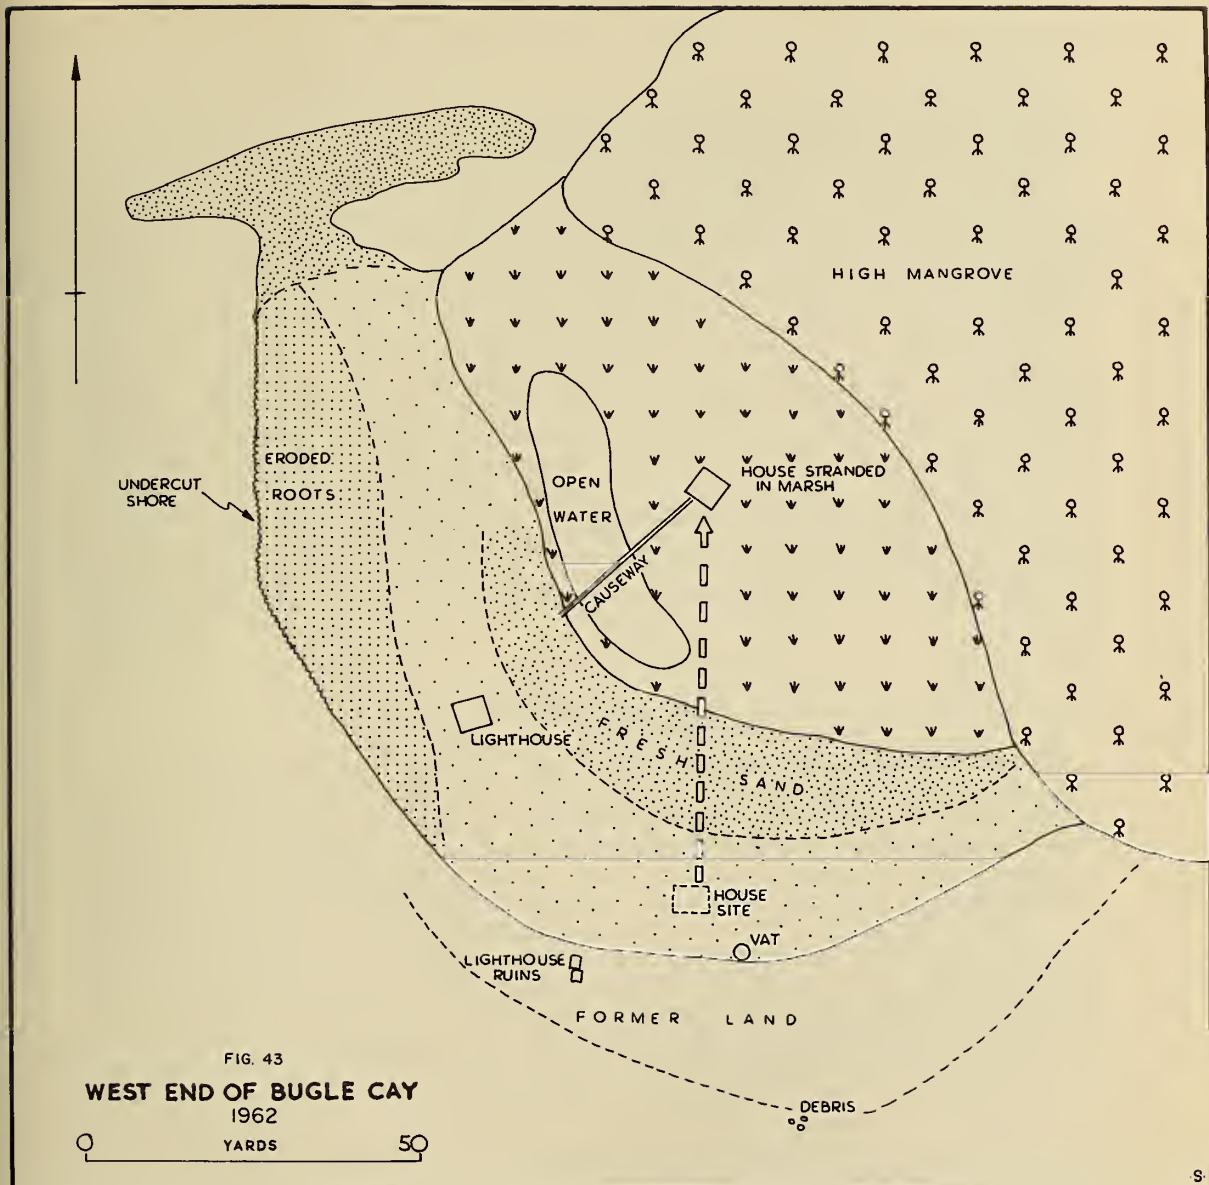 HIGH MANGROVE
ERODED
ROOTS
UNDERCUT
SHORE
HOUSE STRANDED
IN MARSH
OPEN
WATER
CAUSEWAY
FRESH SAND
LIGHTHOUSE
HOUSE
SITE
VAT
LIGHTHOUSE
RUINS
FORMER LAND
DEBRIS
FIG. 43
WEST END OF BUGLE CAY
1962
0 YARDS 50
·S·